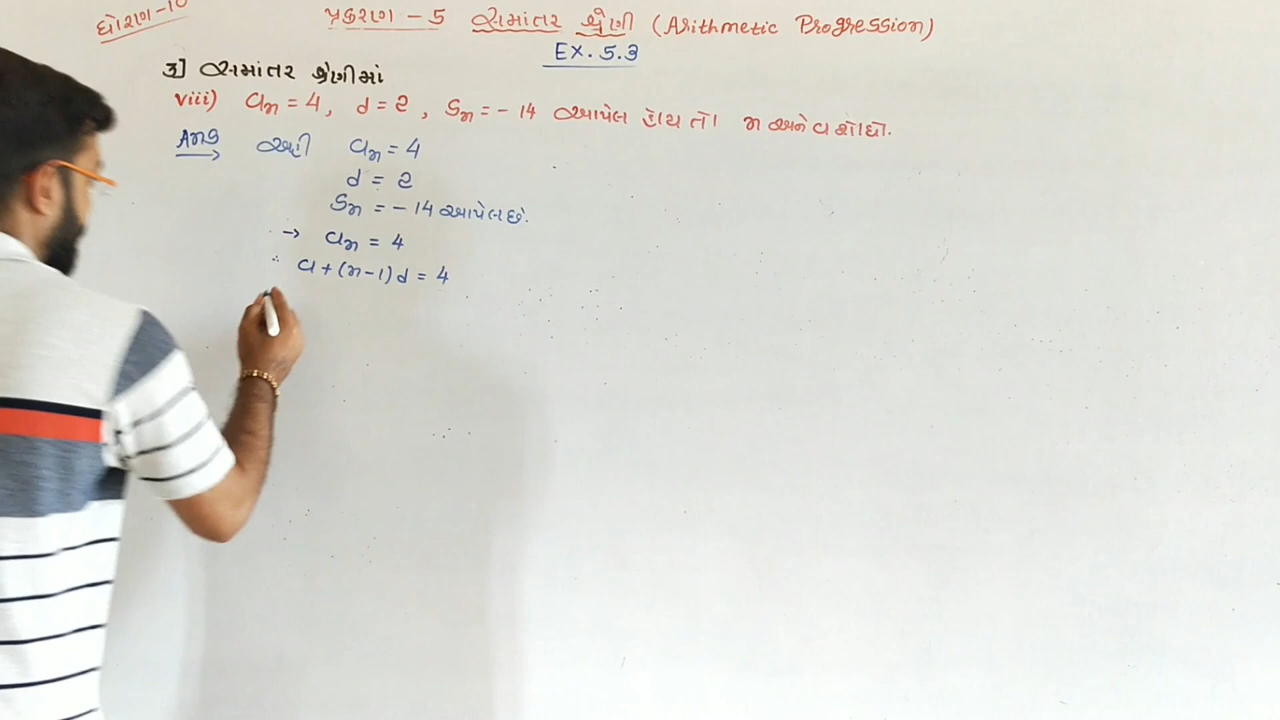 ધોરણ-10
પ્રકરણ - 5 સમાંતર શ્રેણી (Arithmetic Progression)
EX. 5.3
3] સમાંતર શ્રેણીમાં
viii) an = 4, d = 2, Sn = - 14 આપેલ હોય તો n અને a શોધો.
Ans અહી an = 4
d = 2
Sn = - 14 આપેલ છે.
→ an = 4
∴ a + (n - 1) d = 4